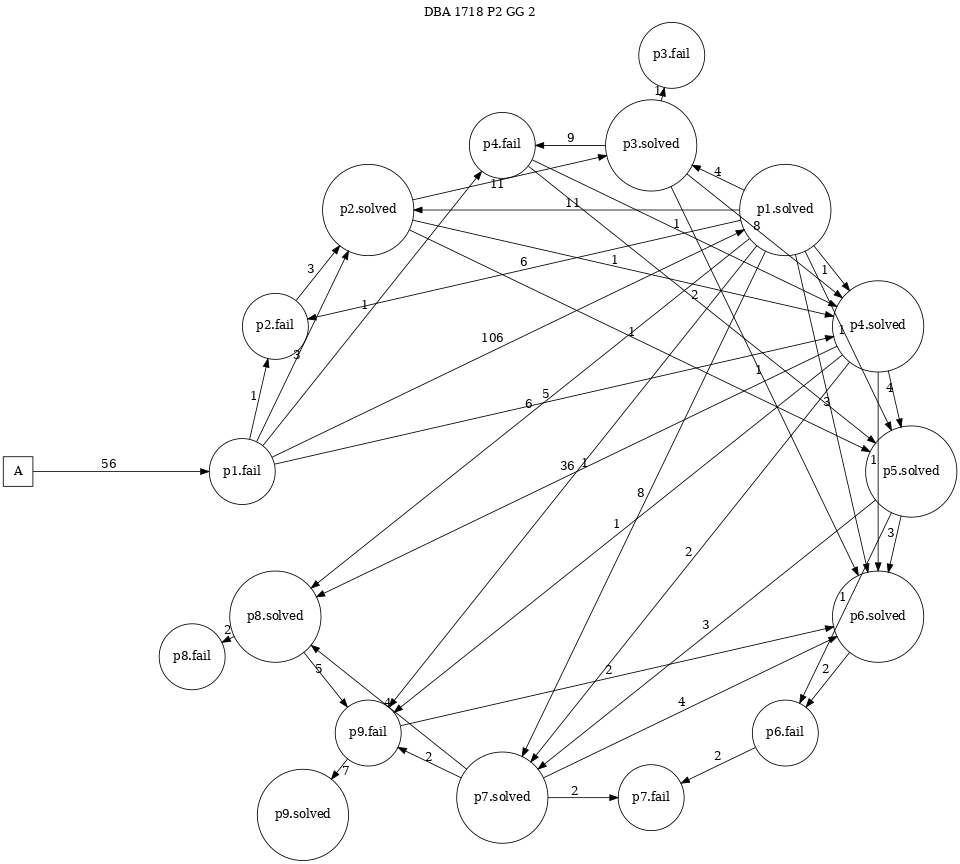 DBA 1718 P2 GG 2
p3.fail
1
p4.fail
9
p3.solved
4
11
p2.solved
11
p1.solved
8
1
6
1
1
3
p2.fail
2
p4.solved
1
1
106
1
3
1
4
1
5
6
3
A
56
p1.fail
36
1
1
p5.solved
8
1
3
2
1
p8.solved
p6.solved
3
2
p8.fail
5
2
2
4
4
p9.fail
p6.fail
2
2
7
p7.solved
2
p7.fail
p9.solved